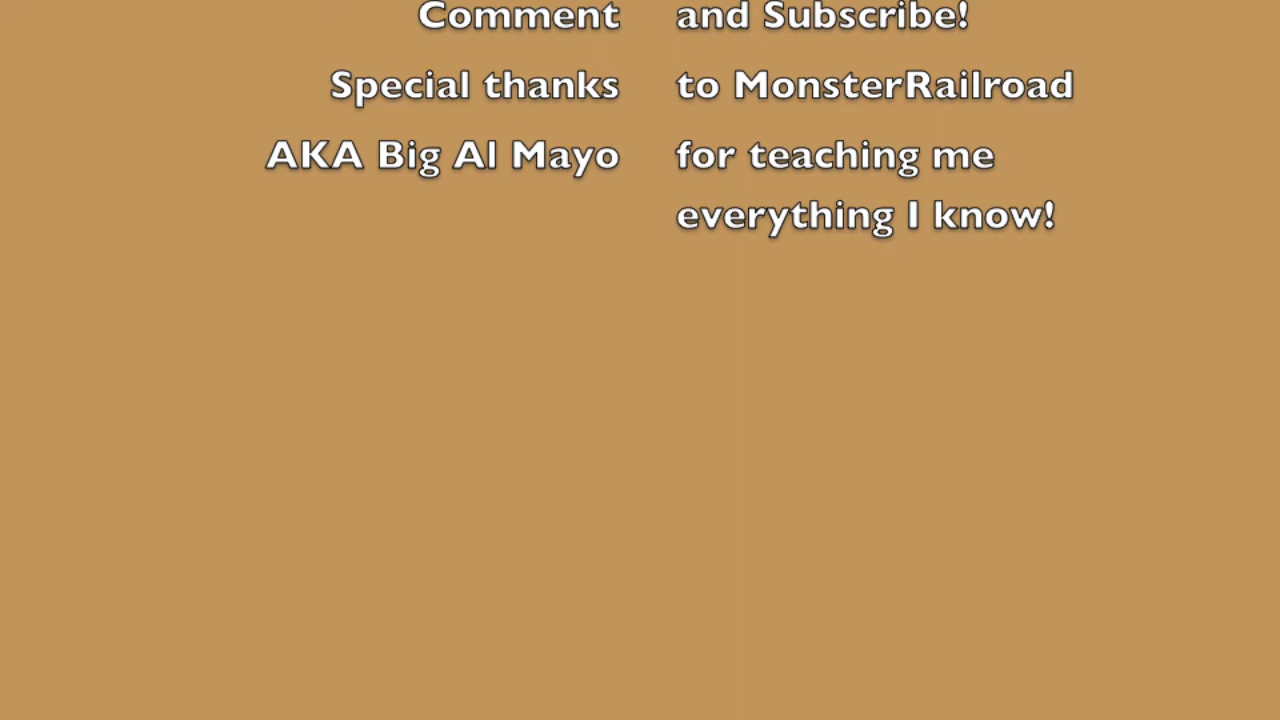 Comment and Subscribe!
Special thanks to MonsterRailroad
AKA Big Al Mayo for teaching me
everything I know!